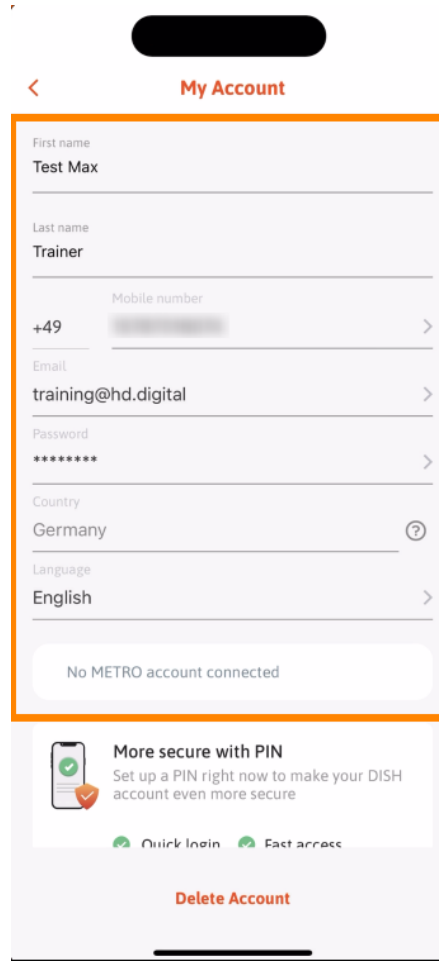 My Account
First name
Test Max
Last name
Trainer
Mobile number
+49
Email
training@hd.digital
Password
********
Country
Germany
Language
English
No METRO account connected
More secure with PIN
Set up a PIN right now to make your DISH
account even more secure
Quick login Fast access
Delete Account